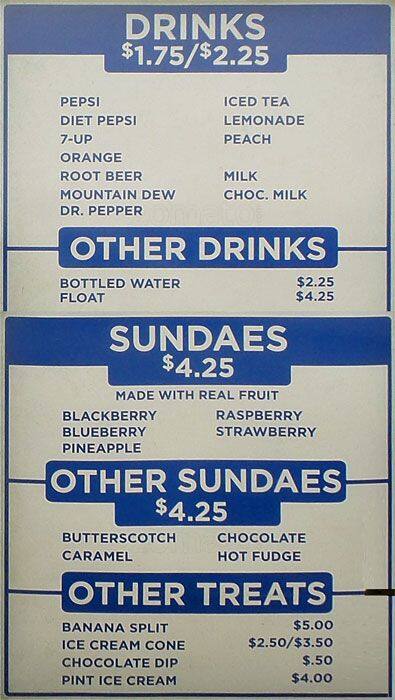 DRINKS
$1.75/$2.25
PEPSI ICED TEA
DIET PEPSI LEMONADE
7-UP PEACH
ORANGE
ROOT BEER MILK
MOUNTAIN DEW CHOC. MILK
DR. PEPPER
OTHER DRINKS
BOTTLED WATER $2.25
FLOAT $4.25
SUNDAES
$4.25
MADE WITH REAL FRUIT
BLACKBERRY RASPBERRY
BLUEBERRY STRAWBERRY
PINEAPPLE
OTHER SUNDAES
$4.25
BUTTERSCOTCH CHOCOLATE
CARAMEL HOT FUDGE
OTHER TREATS
BANANA SPLIT $5.00
ICE CREAM CONE $2.50/$3.50
CHOCOLATE DIP $.50
PINT ICE CREAM $4.00